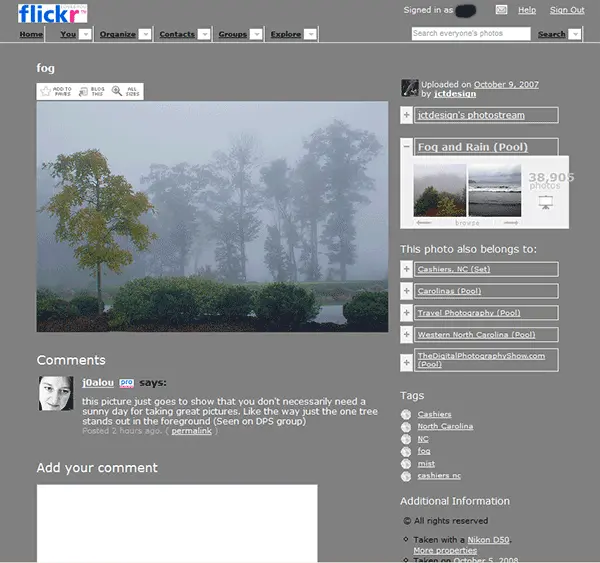 flickr
Signed in as
Help
Sign Out
Home
You
Organize
Contacts
Groups
Explore
Search everyone's photos
Search
fog
ADD TO FAVES
BLOG THIS
ALL SIZES
Uploaded on October 9, 2007
by jctdesign
+ jctdesign's photostream
− Fog and Rain (Pool)
38,905
photos
browse
This photo also belongs to:
+ Cashiers, NC (Set)
+ Carolinas (Pool)
+ Travel Photography (Pool)
+ Western North Carolina (Pool)
+ TheDigitalPhotographyShow.com
(Pool)
Comments
j0alou pro says:
this picture just goes to show that you don't necessarily need a
sunny day for taking great pictures. Like the way just the one tree
stands out in the foreground (Seen on DPS group)
Posted 2 hours ago. ( permalink )
Tags
Cashiers
North Carolina
NC
fog
mist
cashiers nc
Add your comment
Additional Information
© All rights reserved
Taken with a Nikon D50.
More properties
Taken on October 5, 2008